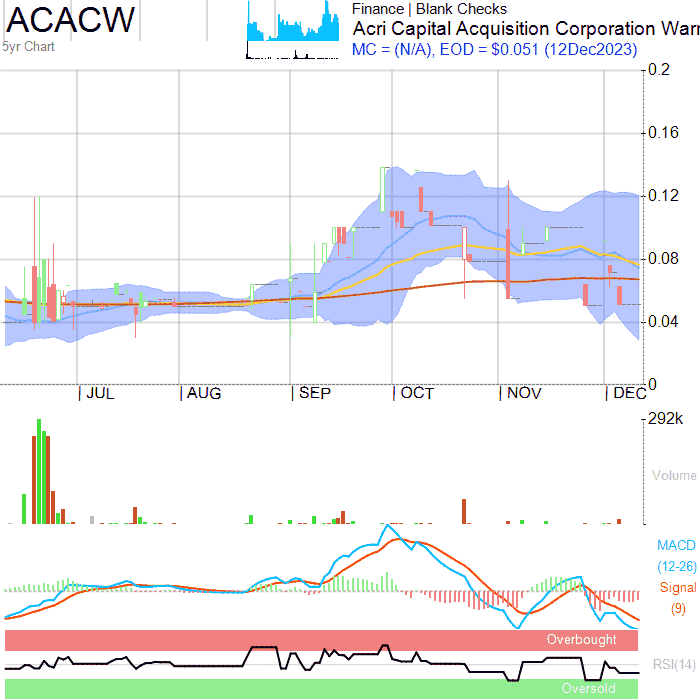 ACACW
5yr Chart
Finance | Blank Checks
Acri Capital Acquisition Corporation Warr
MC = (N/A), EOD = $0.051 (12Dec2023)
0.2
0.16
0.12
0.08
0.04
0
| JUL | AUG | SEP | OCT | NOV | DEC
292k
Volume
MACD
(12-26)
Signal
(9)
Overbought
RSI(14)
Oversold